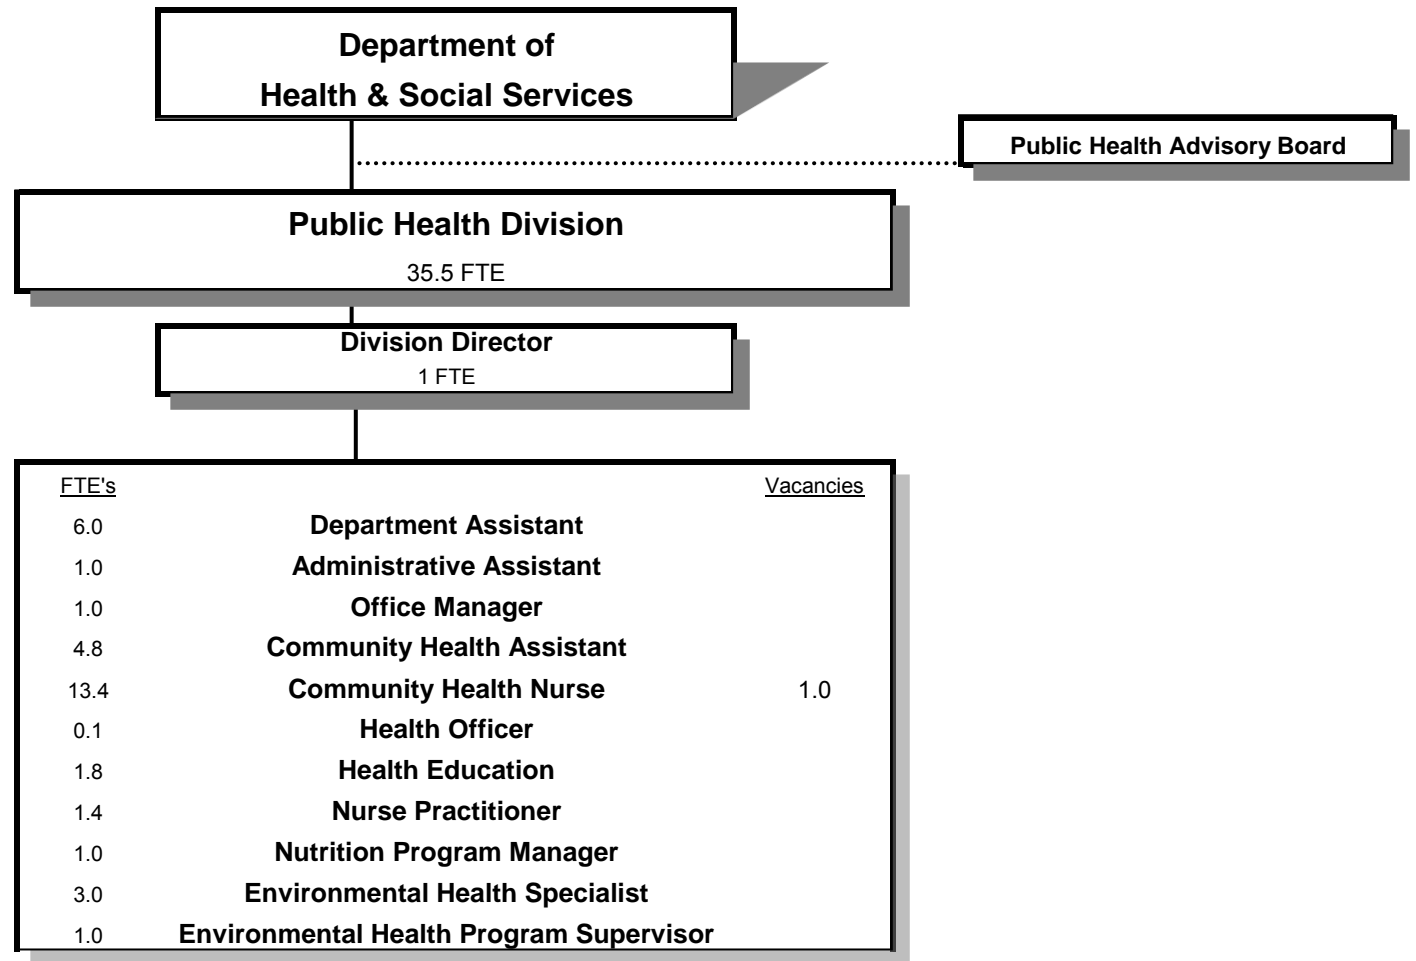 Department of
Health & Social Services
Public Health Advisory Board
Public Health Division
35.5 FTE
Division Director
1 FTE
FTE's Vacancies
6.0 Department Assistant
1.0 Administrative Assistant
1.0 Office Manager
4.8 Community Health Assistant
13.4 Community Health Nurse 1.0
0.1 Health Officer
1.8 Health Education
1.4 Nurse Practitioner
1.0 Nutrition Program Manager
3.0 Environmental Health Specialist
1.0 Environmental Health Program Supervisor